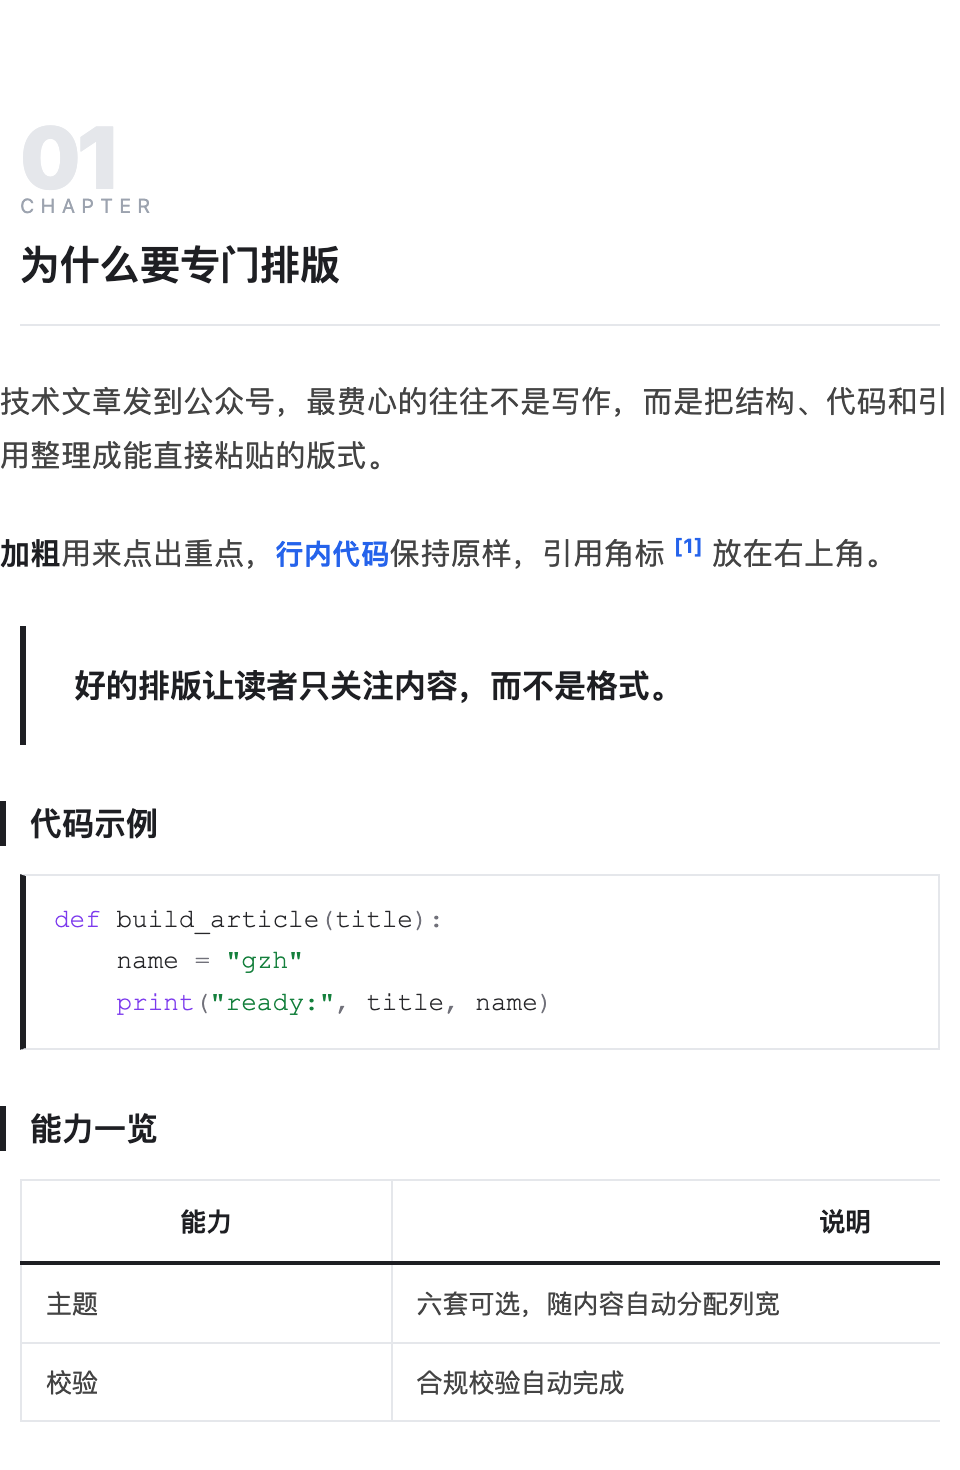 01
CHAPTER
为什么要专门排版
技术文章发到公众号，最费心的往往不是写作，而是把结构、代码和引
用整理成能直接粘贴的版式。
加粗用来点出重点，行内代码保持原样，引用角标 [1] 放在右上角。
好的排版让读者只关注内容，而不是格式。
代码示例
def build_article(title):
    name = "gzh"
    print("ready:", title, name)
能力一览
能力 说明
主题 六套可选，随内容自动分配列宽
校验 合规校验自动完成